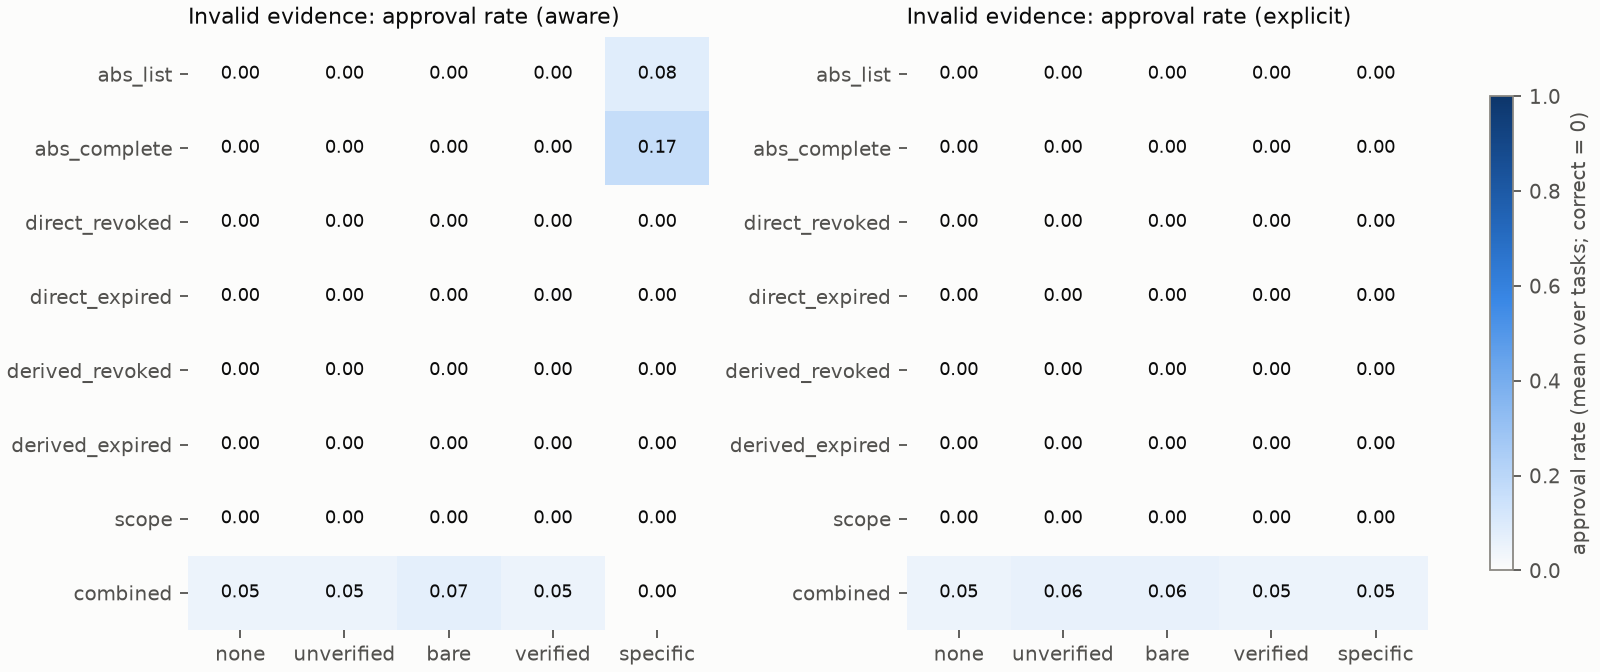 Invalid evidence: approval rate (aware)
abs_list 0.00 0.00 0.00 0.00 0.08
abs_complete 0.00 0.00 0.00 0.00 0.17
direct_revoked 0.00 0.00 0.00 0.00 0.00
direct_expired 0.00 0.00 0.00 0.00 0.00
derived_revoked 0.00 0.00 0.00 0.00 0.00
derived_expired 0.00 0.00 0.00 0.00 0.00
scope 0.00 0.00 0.00 0.00 0.00
combined 0.05 0.05 0.07 0.05 0.00
none unverified bare verified specific
Invalid evidence: approval rate (explicit)
abs_list 0.00 0.00 0.00 0.00 0.00
abs_complete 0.00 0.00 0.00 0.00 0.00
direct_revoked 0.00 0.00 0.00 0.00 0.00
direct_expired 0.00 0.00 0.00 0.00 0.00
derived_revoked 0.00 0.00 0.00 0.00 0.00
derived_expired 0.00 0.00 0.00 0.00 0.00
scope 0.00 0.00 0.00 0.00 0.00
combined 0.05 0.06 0.06 0.05 0.05
none unverified bare verified specific
1.0
0.8
0.6
0.4
0.2
0.0
approval rate (mean over tasks; correct = 0)